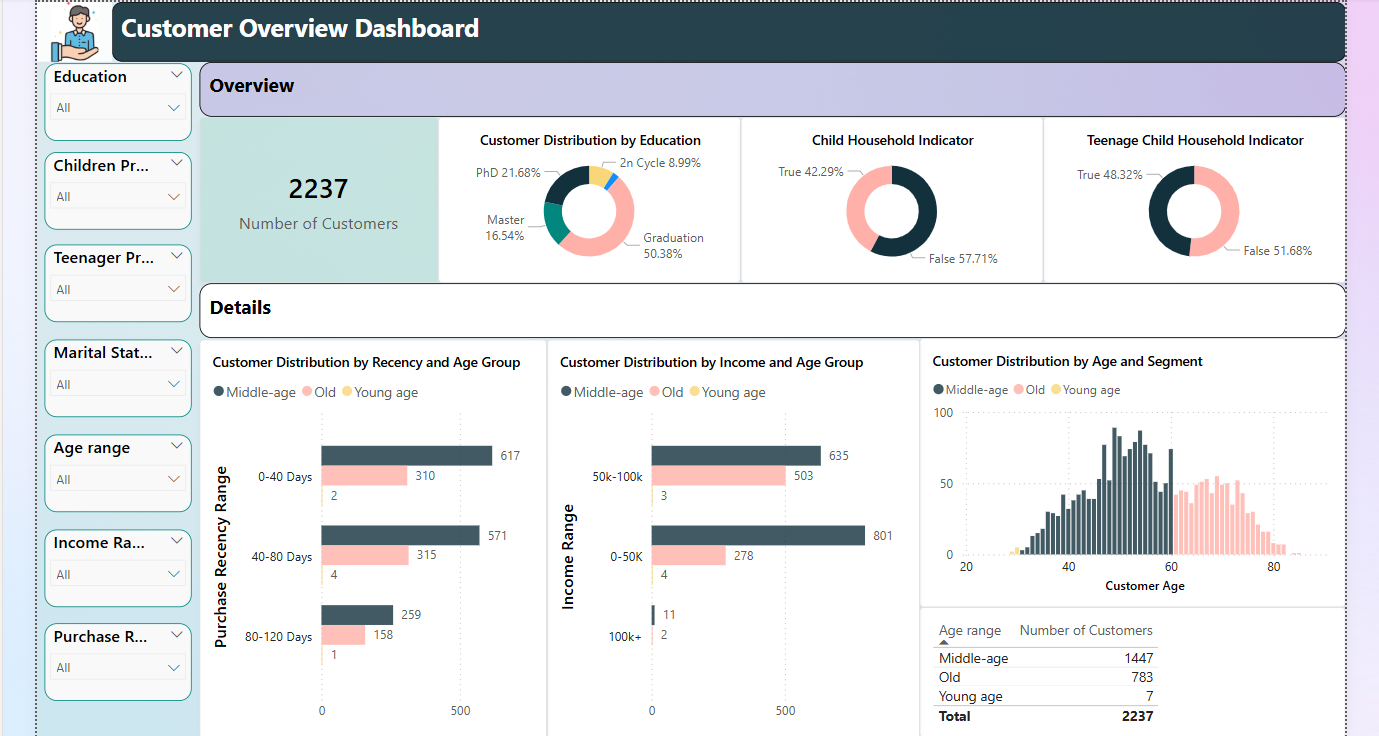 Customer Overview Dashboard
Education
All
Children Pr...
All
Teenager Pr...
All
Marital Stat...
All
Age range
All
Income Ra...
All
Purchase R...
All
Overview
2237
Number of Customers
Customer Distribution by Education
2n Cycle 8.99%
PhD 21.68%
Master
16.54%
Graduation
50.38%
Child Household Indicator
True 42.29%
False 57.71%
Teenage Child Household Indicator
True 48.32%
False 51.68%
Details
Customer Distribution by Recency and Age Group
Middle-age Old Young age
Purchase Recency Range
0-40 Days
617
310
2
40-80 Days
571
315
4
80-120 Days
259
158
1
0 500
Customer Distribution by Income and Age Group
Middle-age Old Young age
Income Range
50k-100k
635
503
3
0-50K
801
278
4
100k+
11
2
0 500
Customer Distribution by Age and Segment
Middle-age Old Young age
100
50
0
20 40 60 80
Customer Age
Age range Number of Customers
Middle-age 1447
Old 783
Young age 7
Total 2237